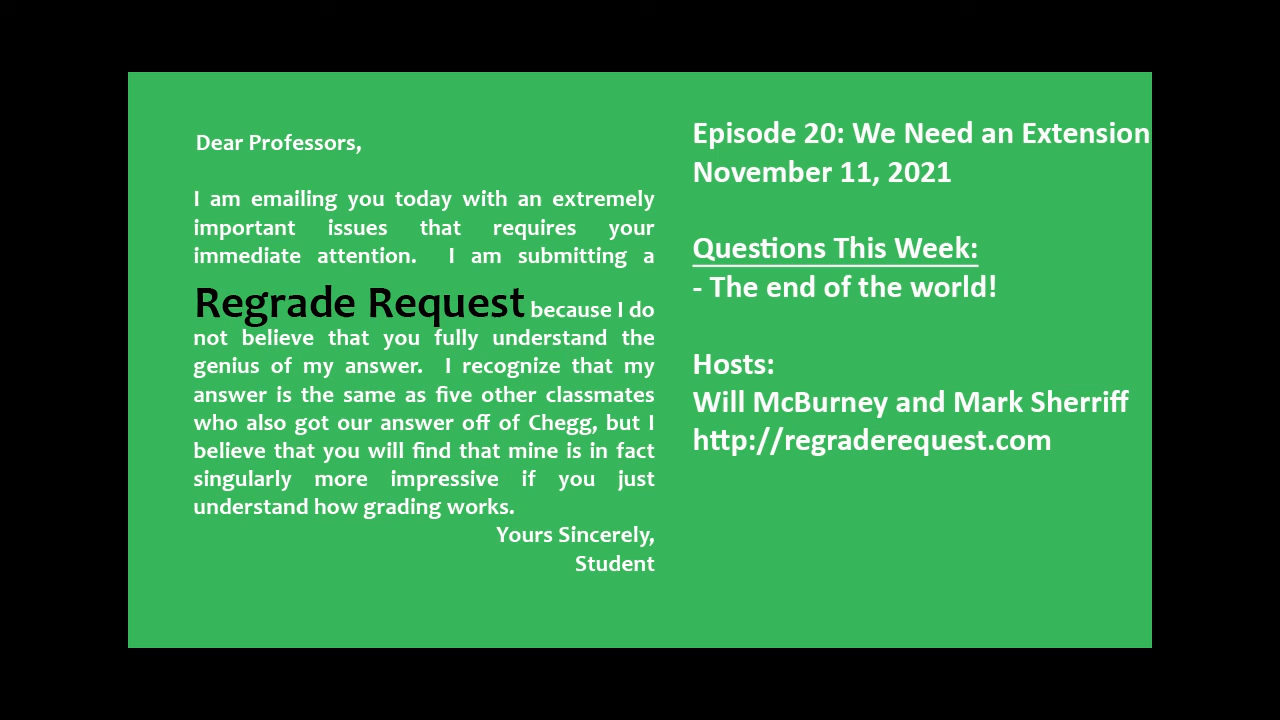 Dear Professors,
I am emailing you today with an extremely
important issues that requires your
immediate attention. I am submitting a
Regrade Request because I do
not believe that you fully understand the
genius of my answer. I recognize that my
answer is the same as five other classmates
who also got our answer off of Chegg, but I
believe that you will find that mine is in fact
singularly more impressive if you just
understand how grading works.
Yours Sincerely,
Student
Episode 20: We Need an Extension
November 11, 2021
Questions This Week:
- The end of the world!
Hosts:
Will McBurney and Mark Sherriff
http://regraderequest.com